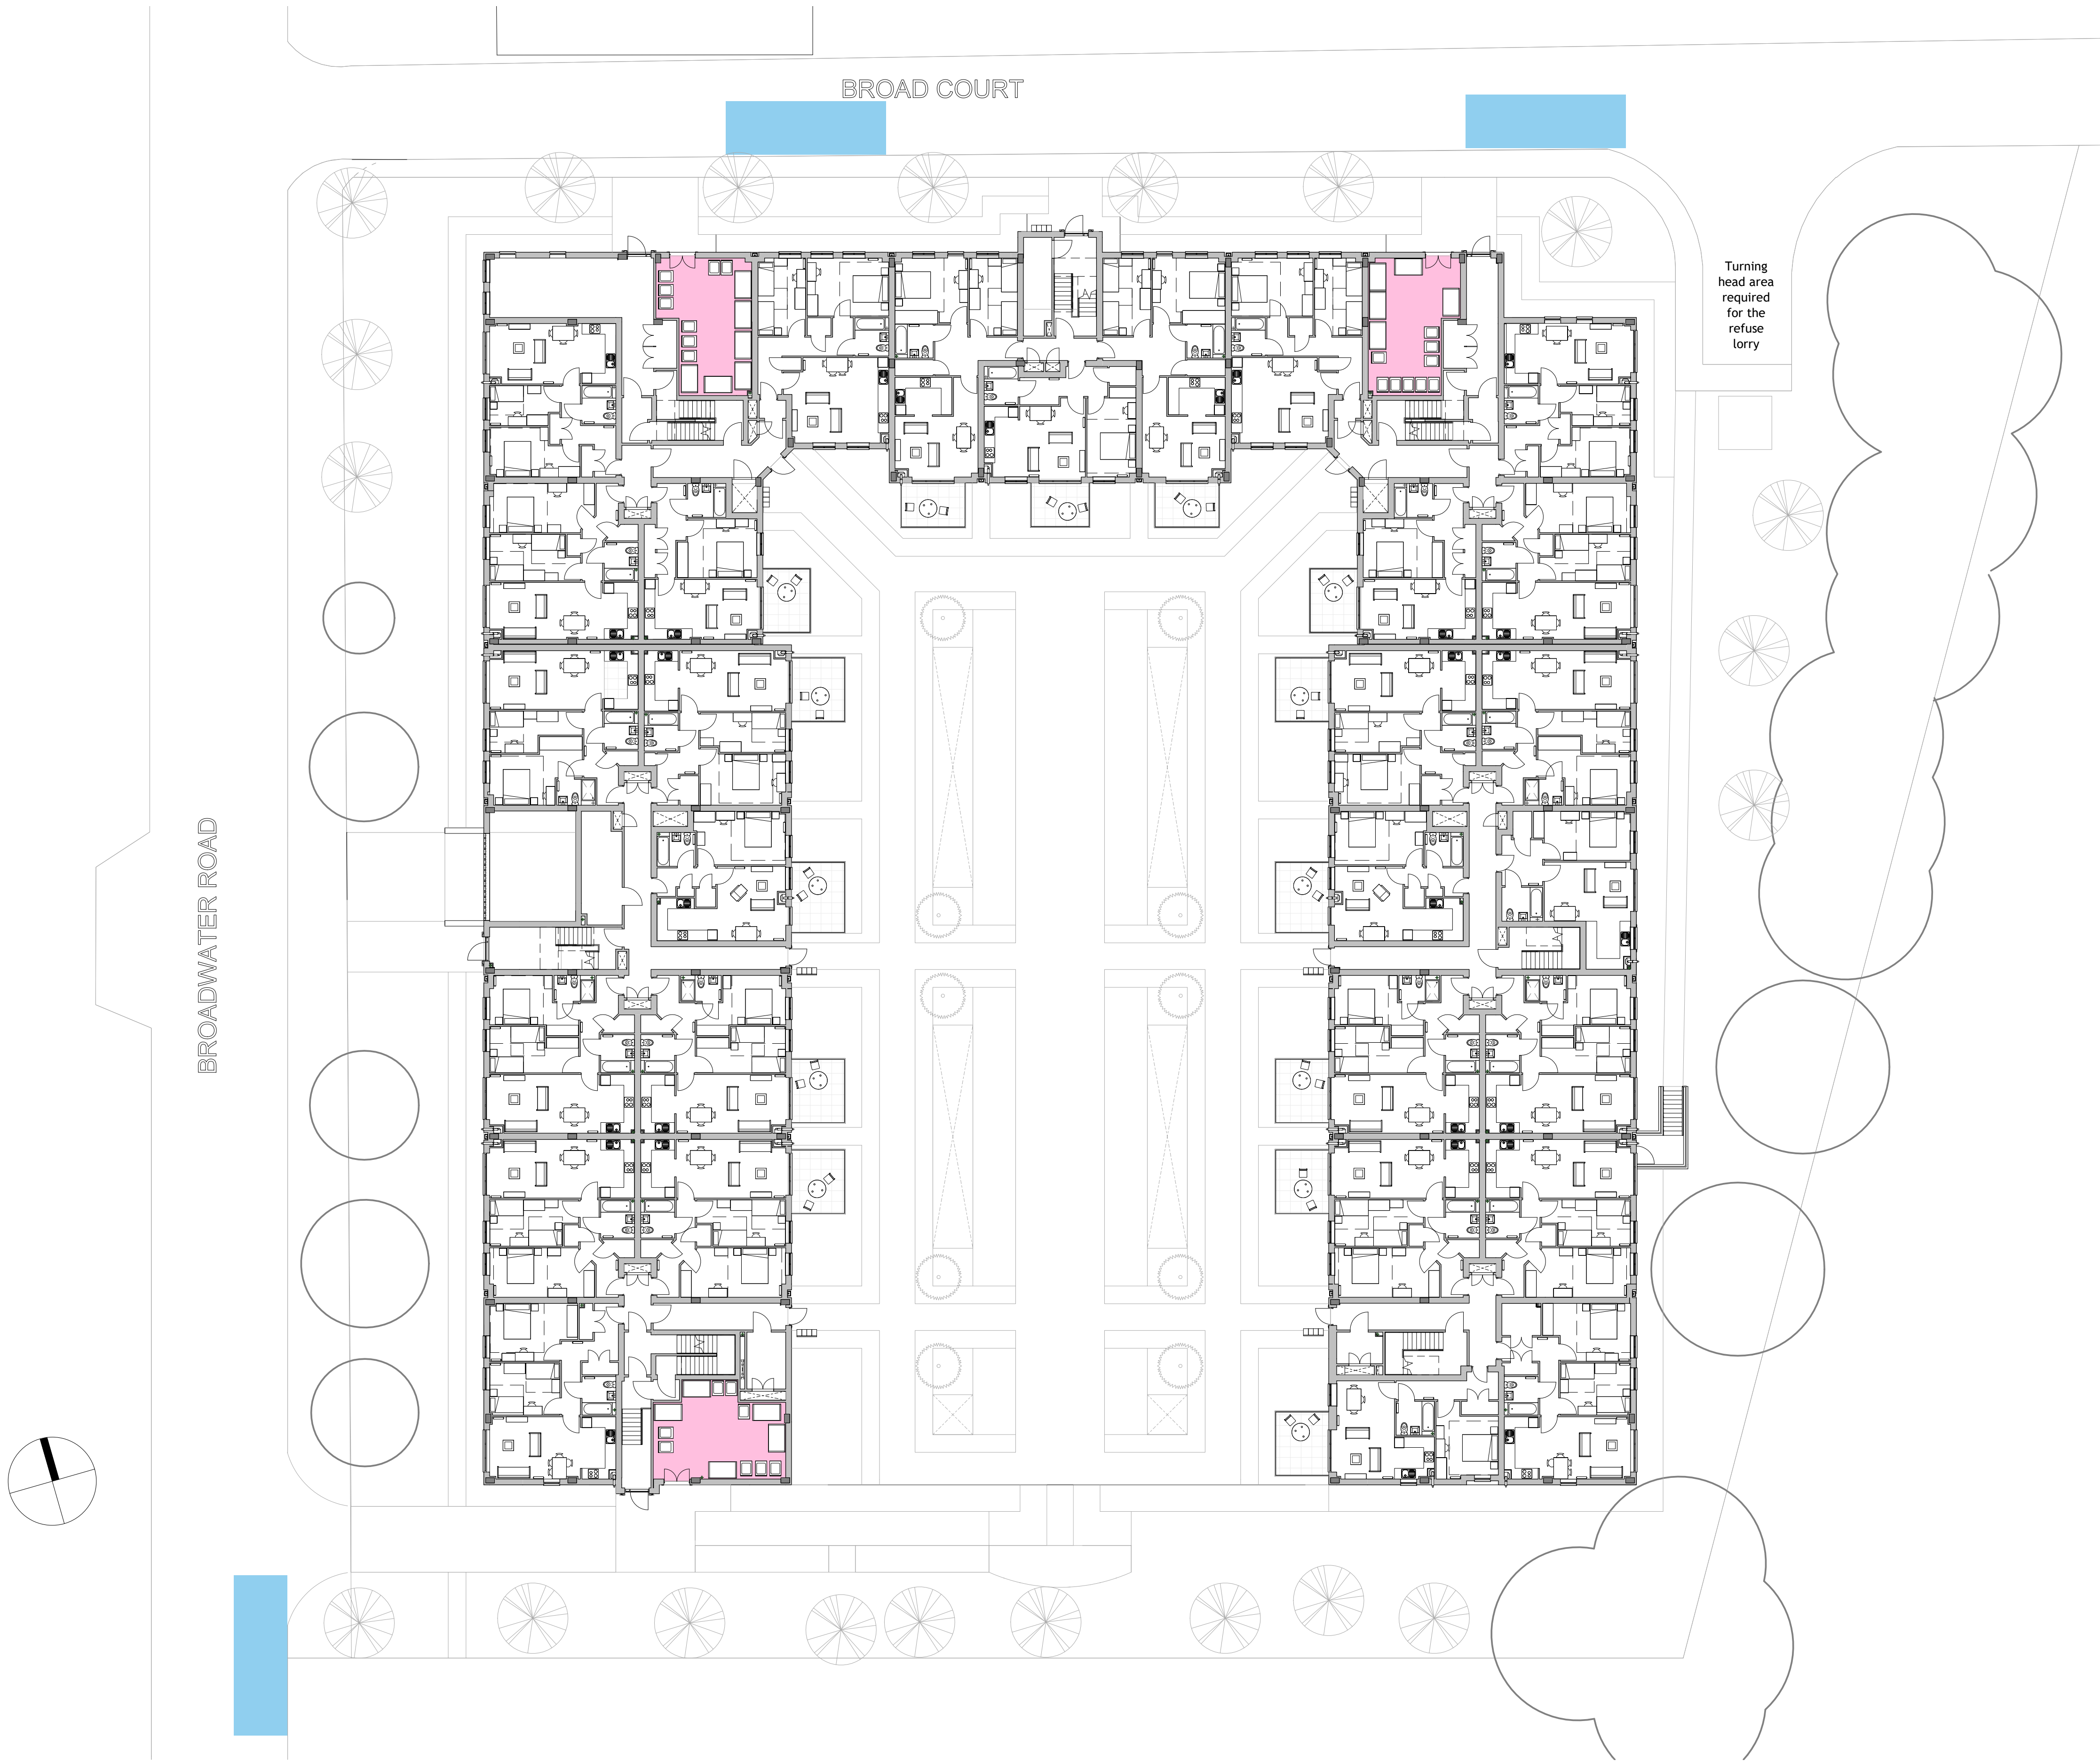 BROAD COURT
Turning
head area
required
for the
refuse
lorry
BROADWATER ROAD